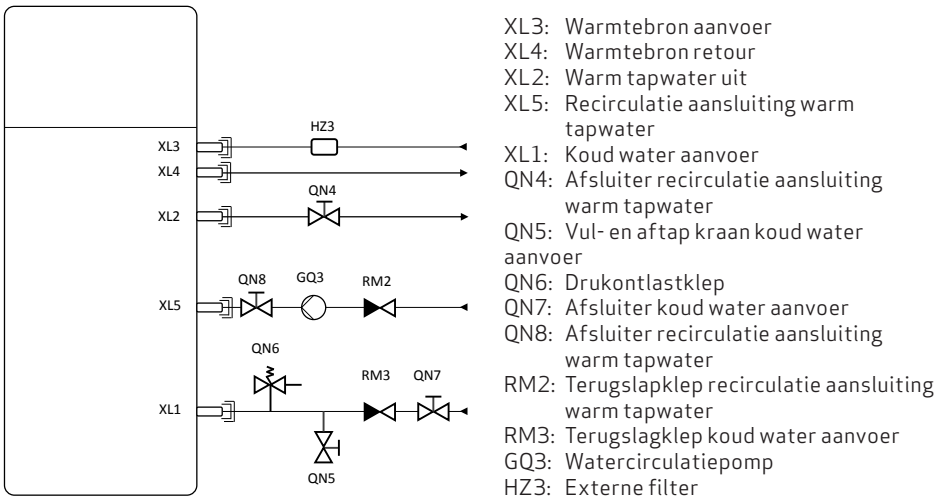 HZ3
XL3
XL4
QN4
XL2
QN8 GQ3 RM2
XL5
QN6
RM3 QN7
XL1
QN5
XL3: Warmtebron aanvoer
XL4: Warmtebron retour
XL2: Warm tapwater uit
XL5: Recirculatie aansluiting warm
tapwater
XL1: Koud water aanvoer
QN4: Afsluiter recirculatie aansluiting
warm tapwater
QN5: Vul- en aftap kraan koud water
aanvoer
QN6: Drukontlastklep
QN7: Afsluiter koud water aanvoer
QN8: Afsluiter recirculatie aansluiting
warm tapwater
RM2: Terugslapklep recirculatie aansluiting
warm tapwater
RM3: Terugslagklep koud water aanvoer
GQ3: Watercirculatiepomp
HZ3: Externe filter